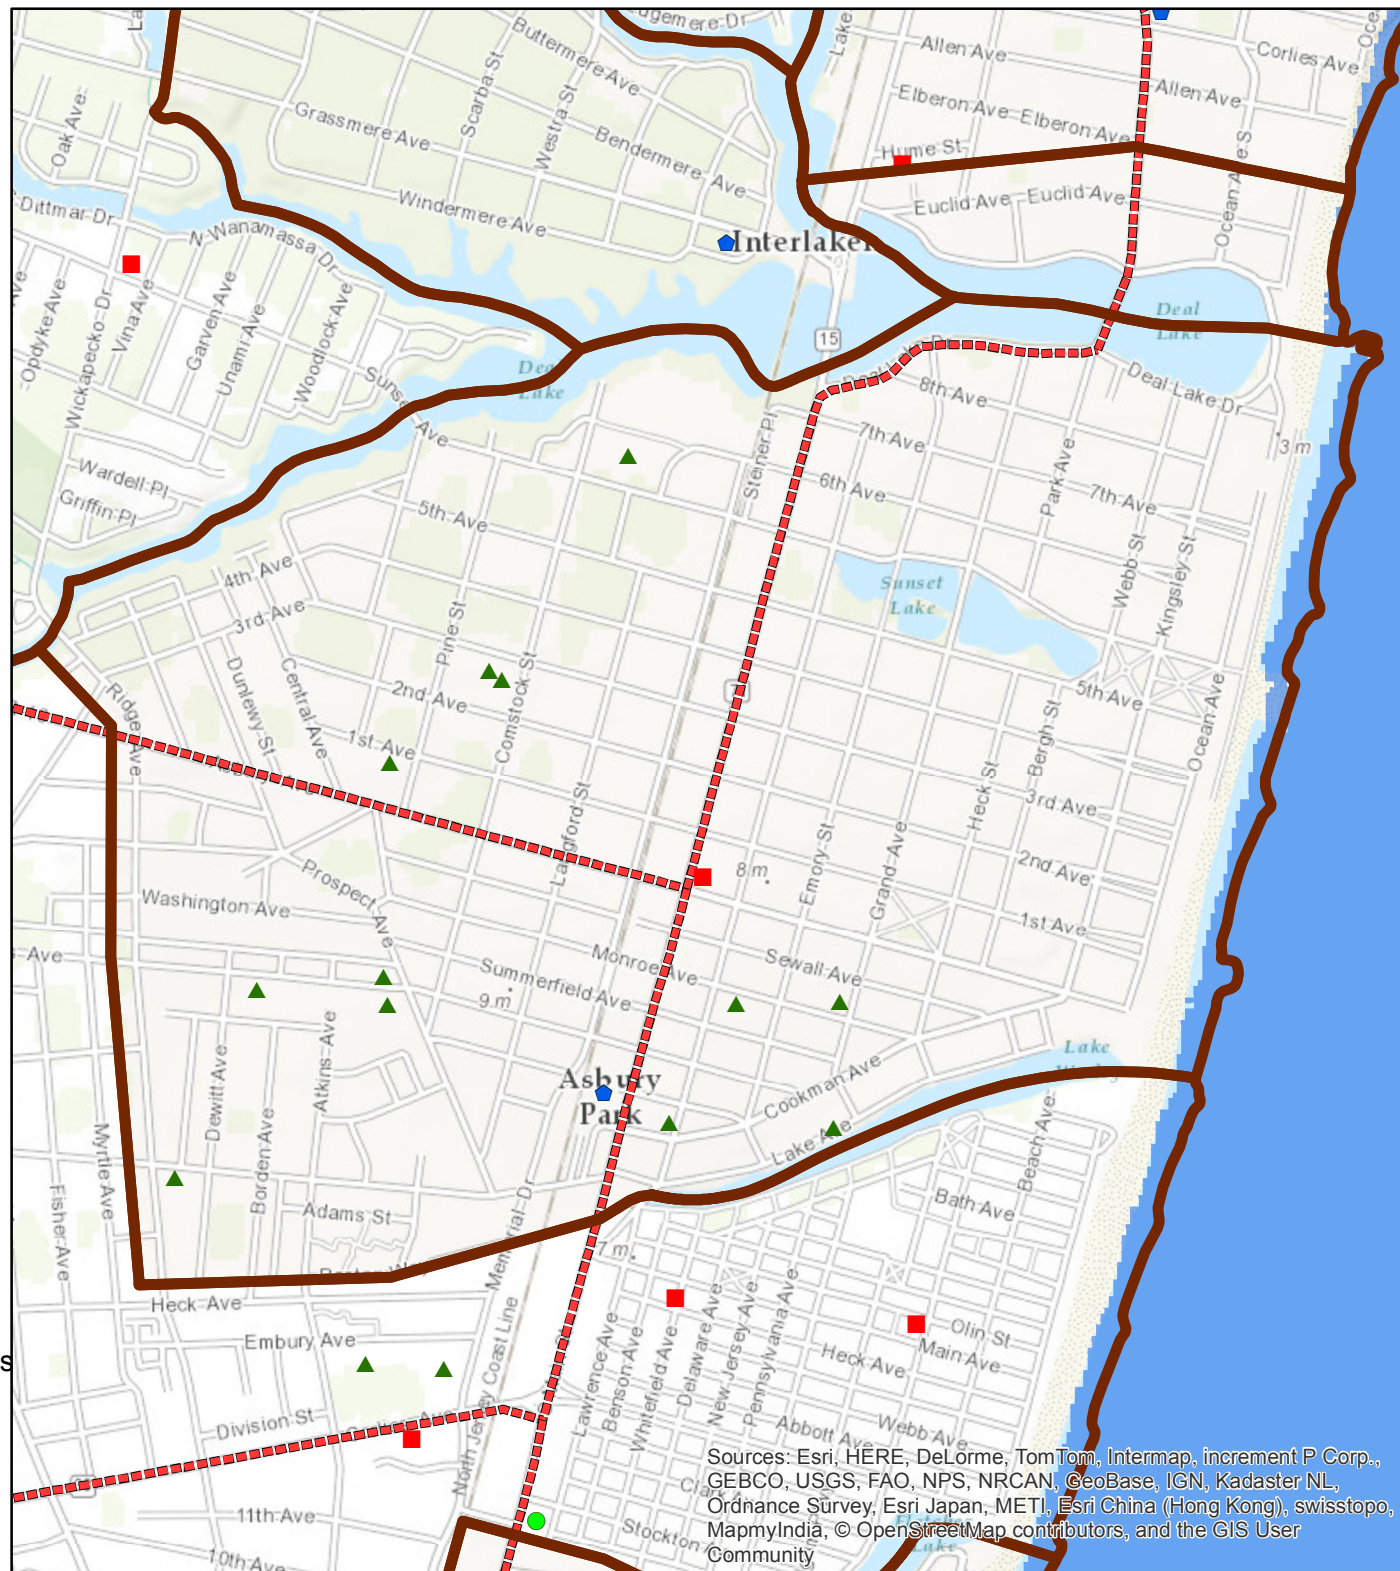 Buttermere Ave
Allen Ave
Corlies Ave
Scarba St
Grassmere Ave
Westra St
Bendermere Ave
Allen Ave
Elberon Ave
Elberon Ave
Oak Ave
Hume St
Windermere Ave
Euclid Ave
Euclid Ave
Ocean Ave S
Dittmar Dr
N Wanamassa Dr
Interlaken
Opdyke Ave
Wickapecko Dr
Vina Ave
Garven Ave
Unami Ave
Woodlock Ave
Deal
Lake
15
Deal
Lake
Sunset Ave
8th Ave
Deal Lake Dr
7th Ave
3 m
Steiner Pl
6th Ave
Park Ave
7th Ave
Wardell Pl
Griffin Pl
5th Ave
Webb St
Kingsley St
4th Ave
Sunset
Lake
3rd Ave
Pine St
Dunlewy St
Central Ave
Comstock St
2nd Ave
5th Ave
Ridge Ave
71
Bergh St
Ocean Ave
1st Ave
Asbury Ave
Langford St
Heck St
3rd Ave
Emory St
Grand Ave
8 m
2nd Ave
Prospect Ave
Washington Ave
1st Ave
Monroe Ave
Sewall Ave
Summerfield Ave
9 m
Atkins Ave
Dewitt Ave
Borden Ave
Lake
Asbury
Park
Cookman Ave
Lake Ave
Beach Ave
Myrtle Ave
Fisher Ave
Bath Ave
Adams St
Memorial Dr
7 m
Heck Ave
Embury Ave
North Jersey Coast Line
Lawrence Ave
Benson Ave
Whitefield Ave
Delaware Ave
New Jersey Ave
Pennsylvania Ave
Olin St
Main Ave
Heck Ave
S
Division St
Corlies Ave
Abbott Ave
Webb Ave
11th Ave
10th Ave
Stockton Ave
Fletcher
Lake
Sources: Esri, HERE, DeLorme, TomTom, Intermap, increment P Corp.,
GEBCO, USGS, FAO, NPS, NRCAN, GeoBase, IGN, Kadaster NL,
Ordnance Survey, Esri Japan, METI, Esri China (Hong Kong), swisstopo,
MapmyIndia, © OpenStreetMap contributors, and the GIS User
Community